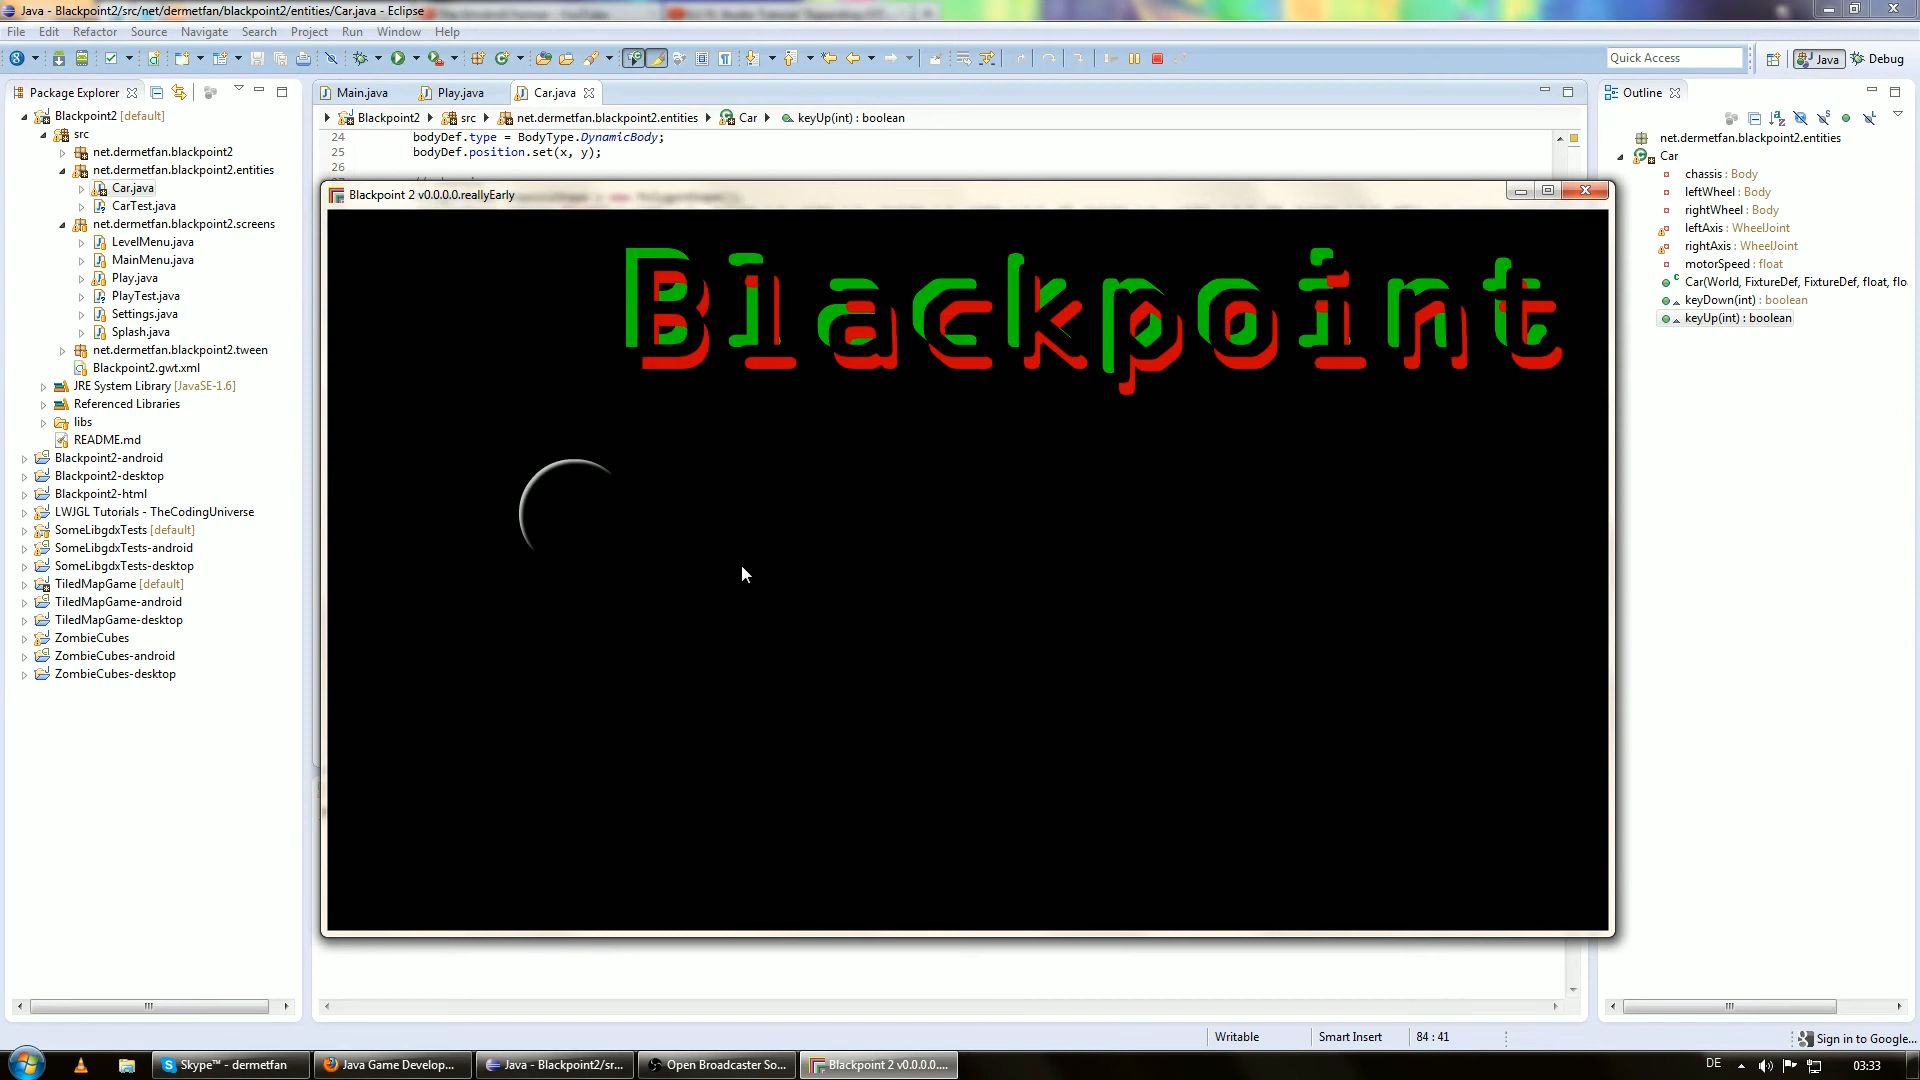 Java - Blackpoint2/src/net/dermetfan/blackpoint2/entities/Car.java - Eclipse
File Edit Refactor Source Navigate Search Project Run Window Help
Quick Access
Java
Debug
Package Explorer
Blackpoint2 [default]
src
net.dermetfan.blackpoint2
net.dermetfan.blackpoint2.entities
Car.java
CarTest.java
net.dermetfan.blackpoint2.screens
LevelMenu.java
MainMenu.java
Play.java
PlayTest.java
Settings.java
Splash.java
net.dermetfan.blackpoint2.tween
Blackpoint2.gwt.xml
JRE System Library [JavaSE-1.6]
Referenced Libraries
libs
README.md
Blackpoint2-android
Blackpoint2-desktop
Blackpoint2-html
LWJGL Tutorials - TheCodingUniverse
SomeLibgdxTests [default]
SomeLibgdxTests-android
SomeLibgdxTests-desktop
TiledMapGame [default]
TiledMapGame-android
TiledMapGame-desktop
ZombieCubes
ZombieCubes-android
ZombieCubes-desktop
Main.java Play.java Car.java
Blackpoint2 src net.dermetfan.blackpoint2.entities Car keyUp(int) : boolean
24 bodyDef.type = BodyType.DynamicBody;
25 bodyDef.position.set(x, y);
26
Blackpoint 2 v0.0.0.0.reallyEarly
Blackpoint
Outline
net.dermetfan.blackpoint2.entities
Car
chassis : Body
leftWheel : Body
rightWheel : Body
leftAxis : WheelJoint
rightAxis : WheelJoint
motorSpeed : float
Car(World, FixtureDef, FixtureDef, float, flo
keyDown(int) : boolean
keyUp(int) : boolean
Writable Smart Insert 84 : 41
Sign in to Google...
Skype™ - dermetfan
Java Game Develop...
Java - Blackpoint2/sr...
Open Broadcaster So...
Blackpoint 2 v0.0.0....
DE
03:33